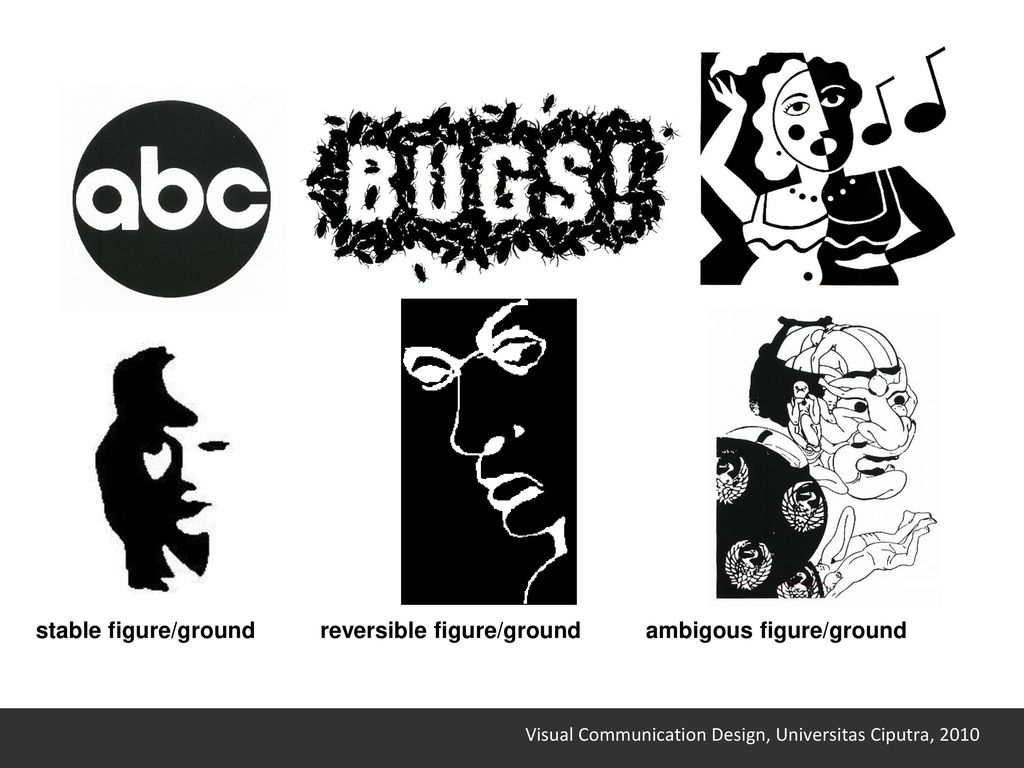 abc
BUGS!
stable figure/ground
reversible figure/ground
ambigous figure/ground
Visual Communication Design, Universitas Ciputra, 2010